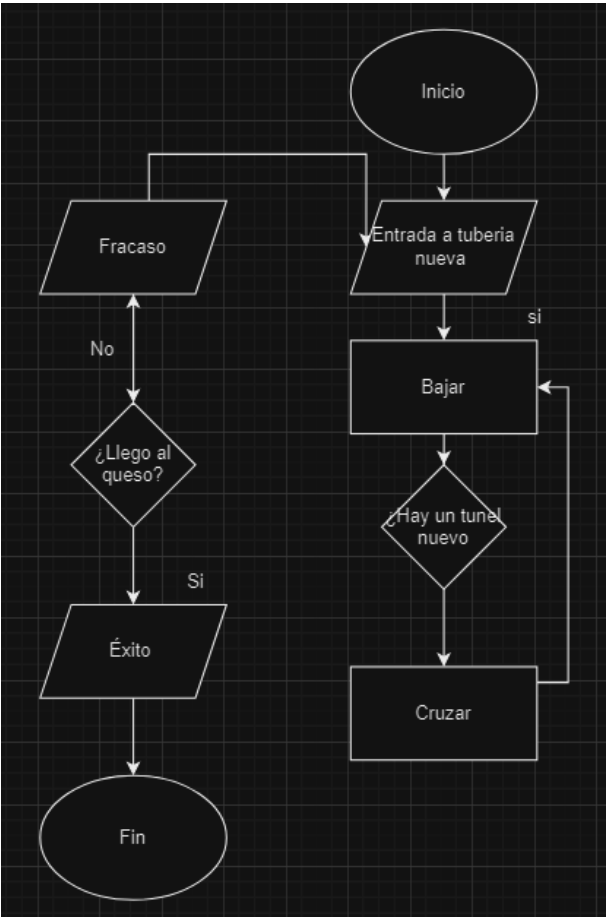 Inicio
Fracaso
Entrada a tuberia
nueva
si
No
Bajar
¿Llego al
queso?
¿Hay un tunel
nuevo
Si
Éxito
Cruzar
Fin